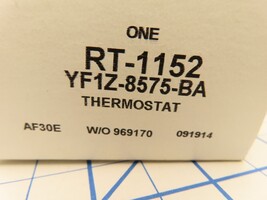 ONE
RT-1152
YF1Z-8575-BA
THERMOSTAT
AF30E W/O 969170 091914